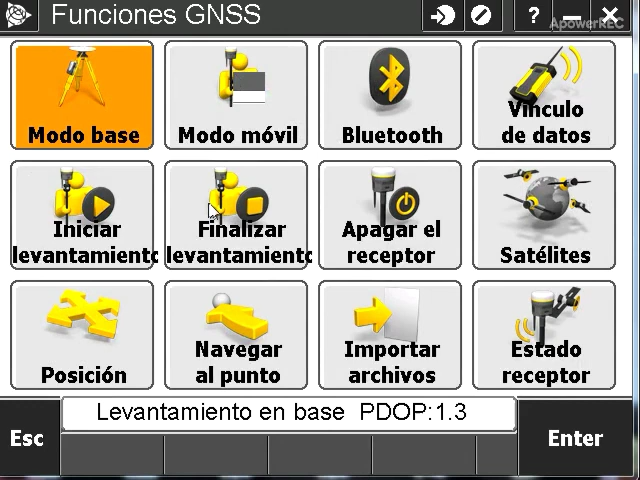 Funciones GNSS
?
ApowerREC
Modo base
Modo móvil
Bluetooth
Vínculo
de datos
Iniciar
levantamiento
Finalizar
levantamiento
Apagar el
receptor
Satélites
Posición
Navegar
al punto
Importar
archivos
Estado
receptor
Esc
Levantamiento en base PDOP:1.3
Enter